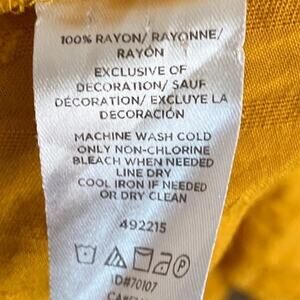 100% RAYON/ RAYONNE/
RAYÓN
EXCLUSIVE OF
DECORATION/ SAUF
DÉCORATION/ EXCLUYE LA
DECORACIÓN
MACHINE WASH COLD
ONLY NON-CHLORINE
BLEACH WHEN NEEDED
LINE DRY
COOL IRON IF NEEDED
OR DRY CLEAN
492215
ID#70107